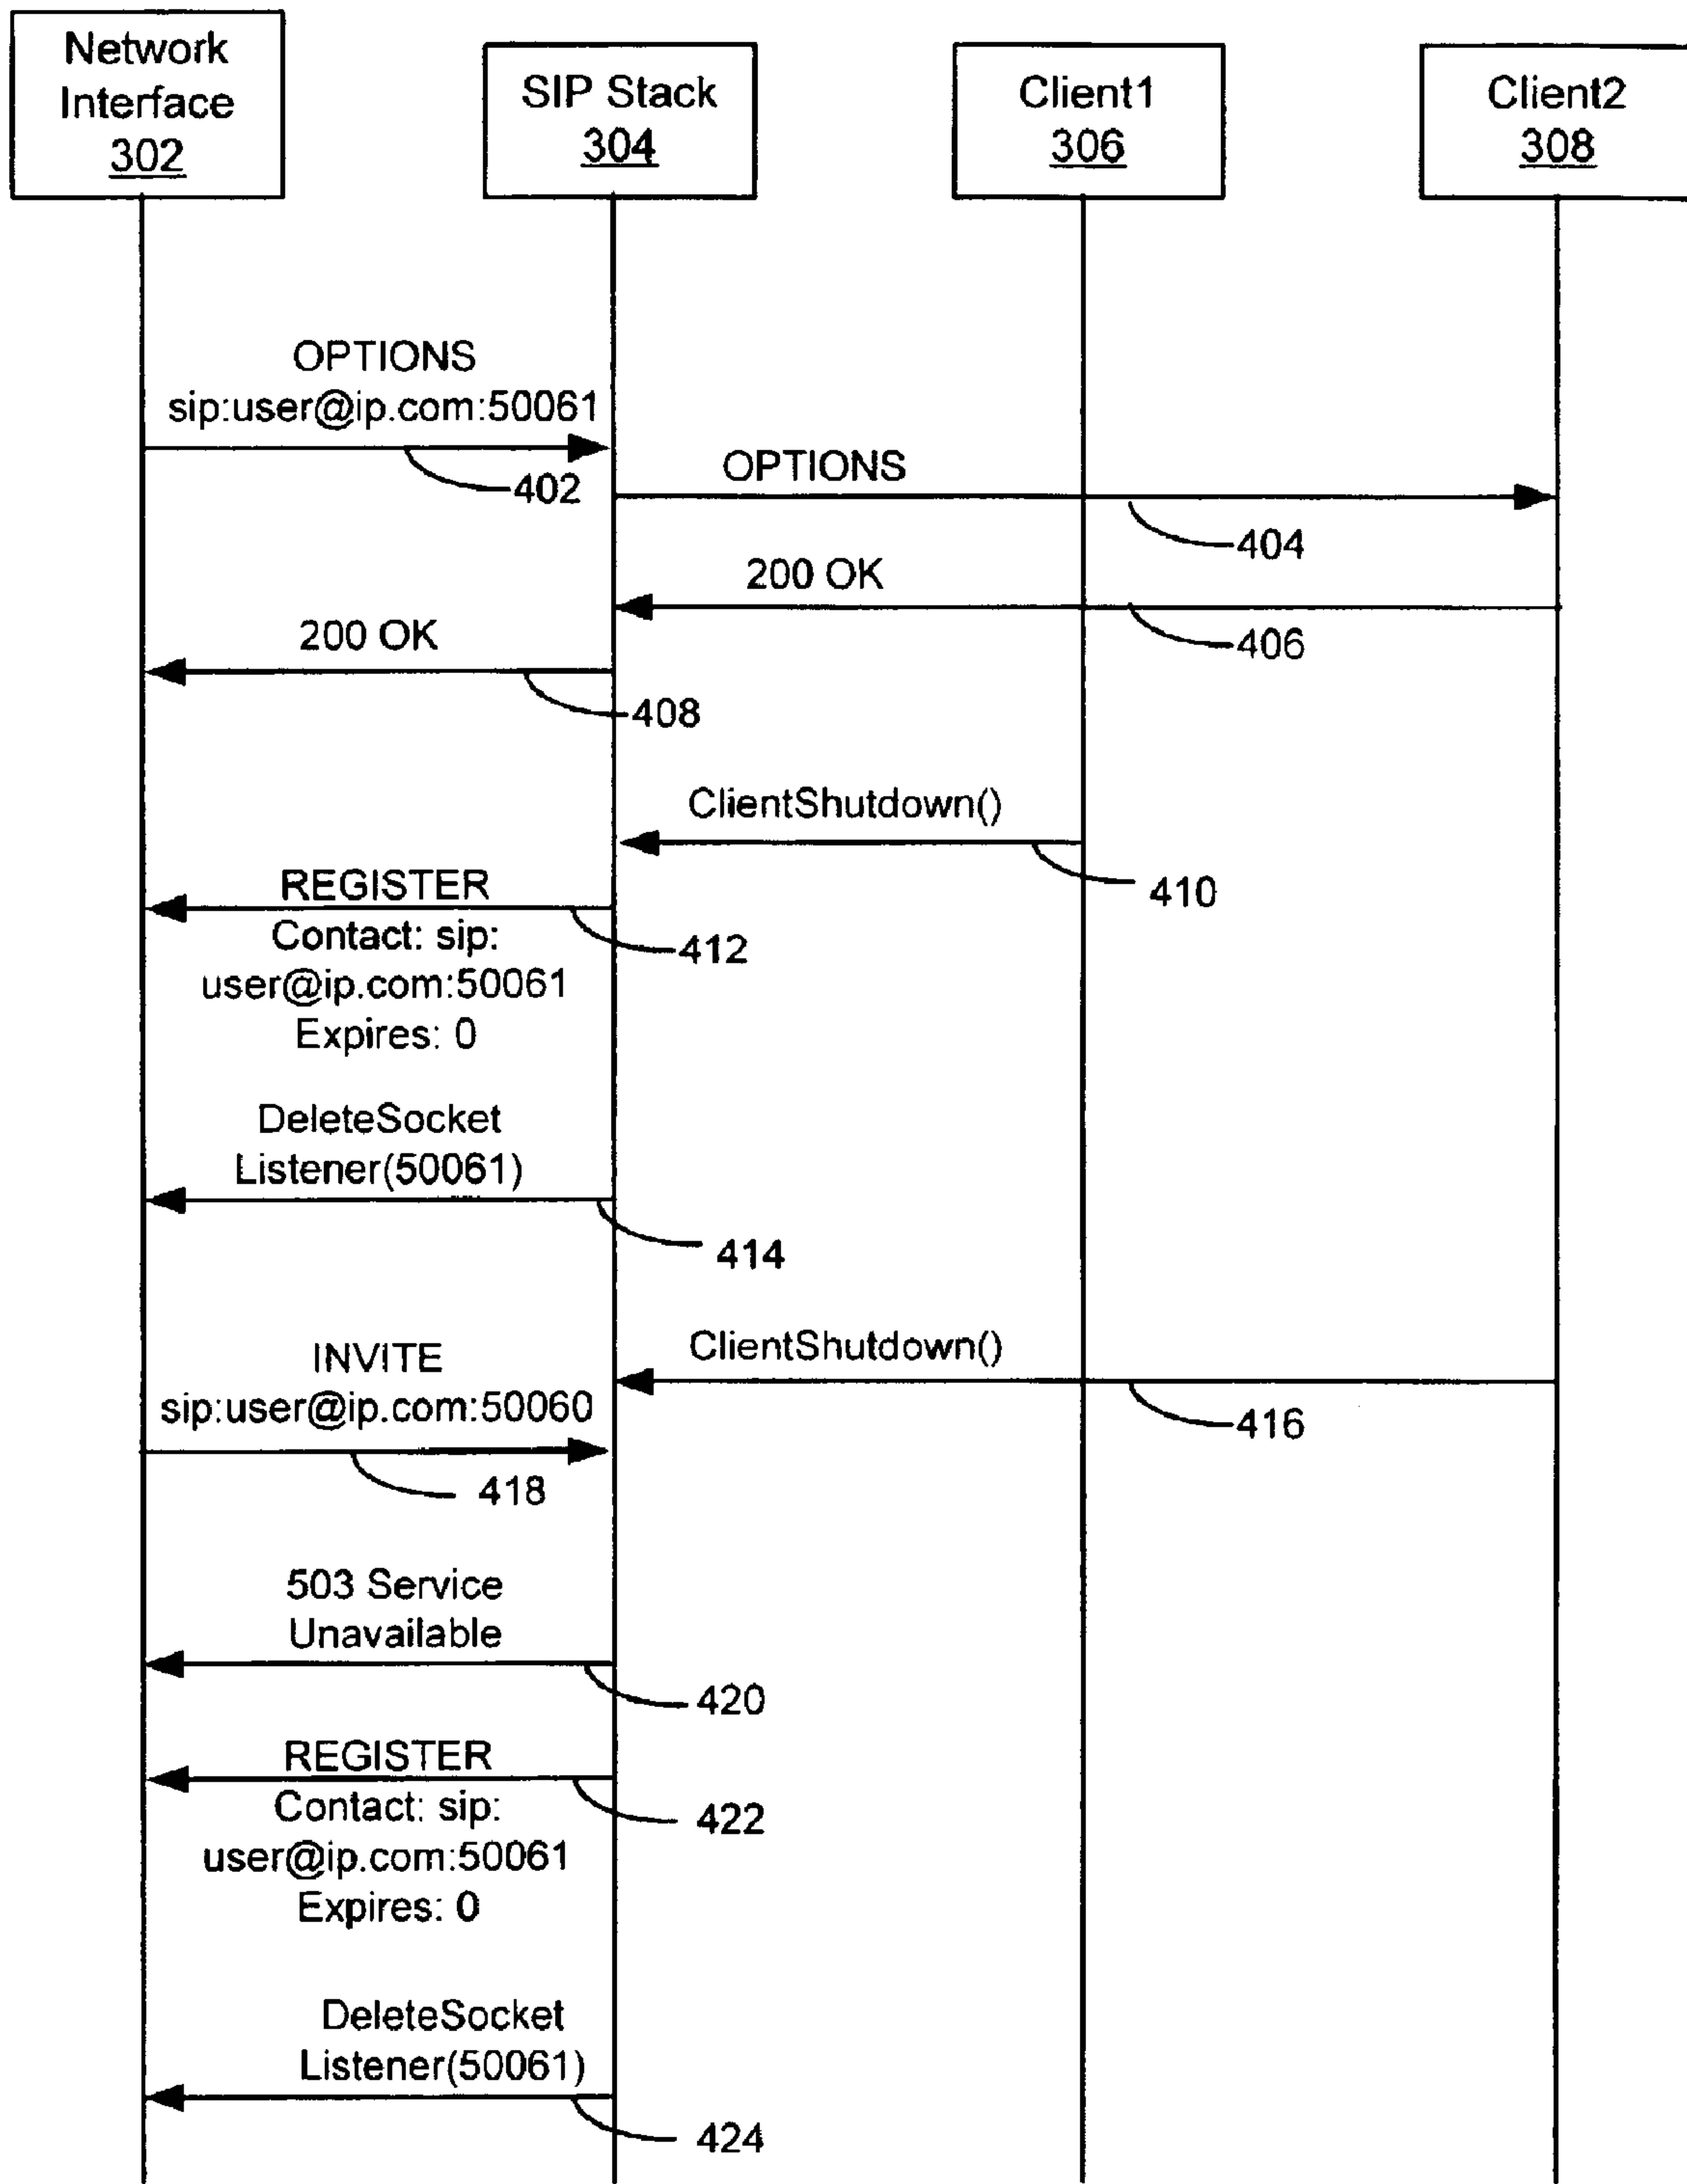 Network
Interface
302
SIP Stack
304
Client1
306
Client2
308
OPTIONS
sip:user@ip.com:50061
402
OPTIONS
404
200 OK
406
200 OK
408
ClientShutdown()
410
REGISTER
Contact: sip:
user@ip.com:50061
Expires: 0
412
DeleteSocket
Listener(50061)
414
ClientShutdown()
416
INVITE
sip:user@ip.com:50060
418
503 Service
Unavailable
420
REGISTER
Contact: sip:
user@ip.com:50061
Expires: 0
422
DeleteSocket
Listener(50061)
424